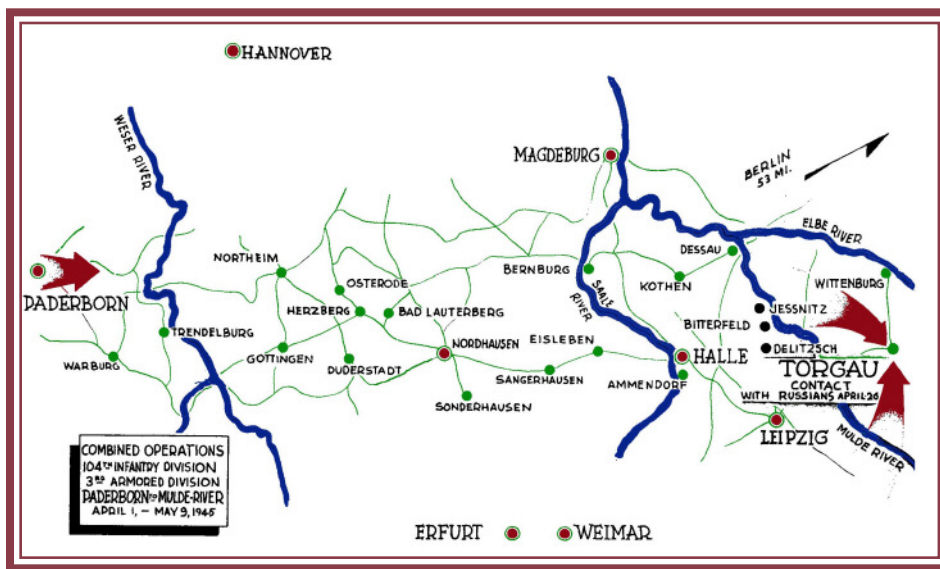 HANNOVER
WESER RIVER
MAGDEBURG
BERLIN
53 MI.
ELBE RIVER
NORTHEIM
OSTERODE
BERNBURG
SAALE
RIVER
DESSAU
KOTHEN
WITTENBURG
PADERBORN
HERZBERG
BAD LAUTERBERG
JESSNITZ
BITTERFELD
DELITZSCH
TRENDELBURG
WARBURG
GOTTINGEN
DUDERSTADT
NORDHAUSEN
EISLEBEN
SANGERHAUSEN
SONDERHAUSEN
HALLE
AMMENDORF
TORGAU
CONTACT
WITH RUSSIANS APRIL-26
LEIPZIG
MULDE RIVER
COMBINED OPERATIONS
104TH INFANTRY DIVISION
3RD ARMORED DIVISION
PADERBORN TO MULDE-RIVER
APRIL 1, — MAY 9, 1945
ERFURT
WEIMAR